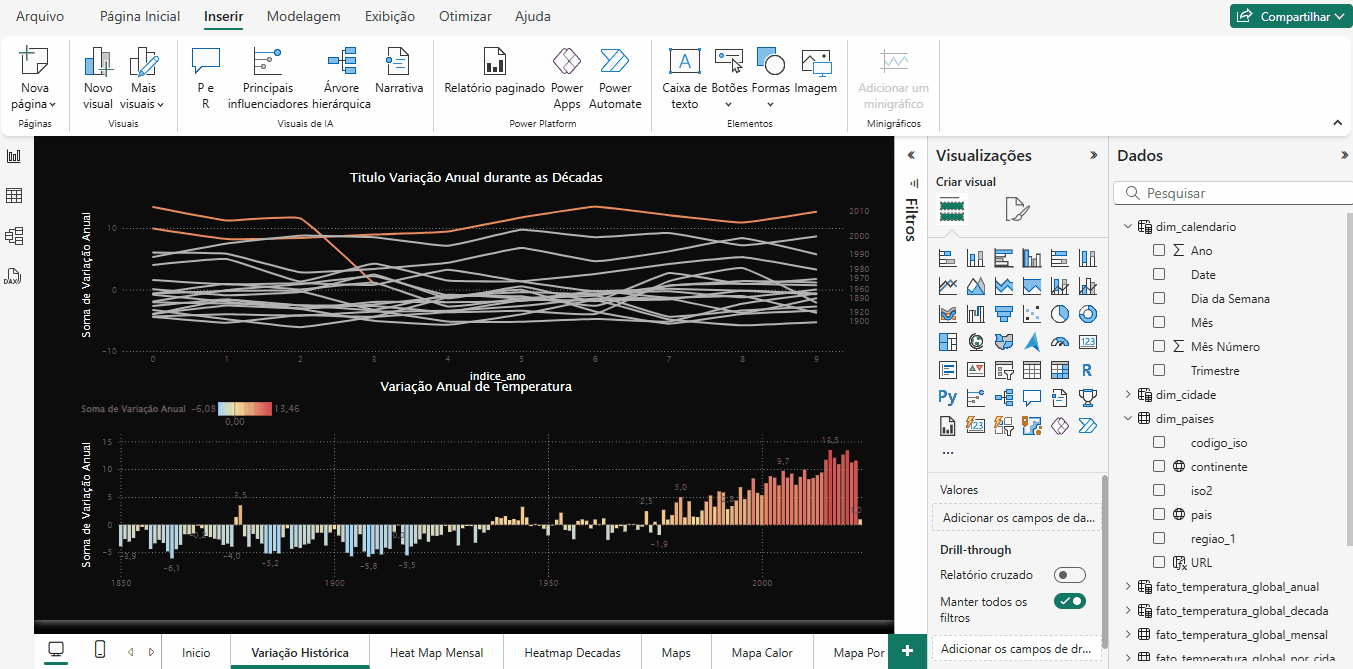 Arquivo Página Inicial Inserir Modelagem Exibição Otimizar Ajuda Compartilhar
Nova página
Páginas
Novo visual
Mais visuais
Visuais
P e R
Principais influenciadores
Árvore hierárquica
Narrativa
Visuais de IA
Relatório paginado
Power Apps
Power Automate
Power Platform
Caixa de texto
Botões
Formas
Imagem
Elementos
Adicionar um minigráfico
Minigráficos
DAX
Titulo Variação Anual durante as Décadas
Soma de Variação Anual
10
0
−10
0 1 2 3 4 5 6 7 8 9
2010
2000
1990
1980
1970
1960
1890
1920
1900
indice_ano
Variação Anual de Temperatura
Soma de Variação Anual −6,08 13,46
0,00
Soma de Variação Anual
15
10
5
0
−5
13,5
9,7
5,0
3,5
2,5
−1,9
−3,9
−4,0
−5,2
−5,8
−5,5
−6,1
1850 1900 1950 2000
Filtros
Visualizações
Criar visual
123
R
Py
123
...
Valores
Adicionar os campos de da...
Drill-through
Relatório cruzado
Manter todos os filtros
Adicionar os campos de dr...
Dados
Pesquisar
dim_calendario
Ano
Date
Dia da Semana
Mês
Mês Número
Trimestre
dim_cidade
dim_paises
codigo_iso
continente
iso2
pais
regiao_1
URL
fato_temperatura_global_anual
fato_temperatura_global_decada
fato_temperatura_global_mensal
fato_temperatura_global_por_cida
Inicio Variação Histórica Heat Map Mensal Heatmap Decadas Maps Mapa Calor Mapa Por